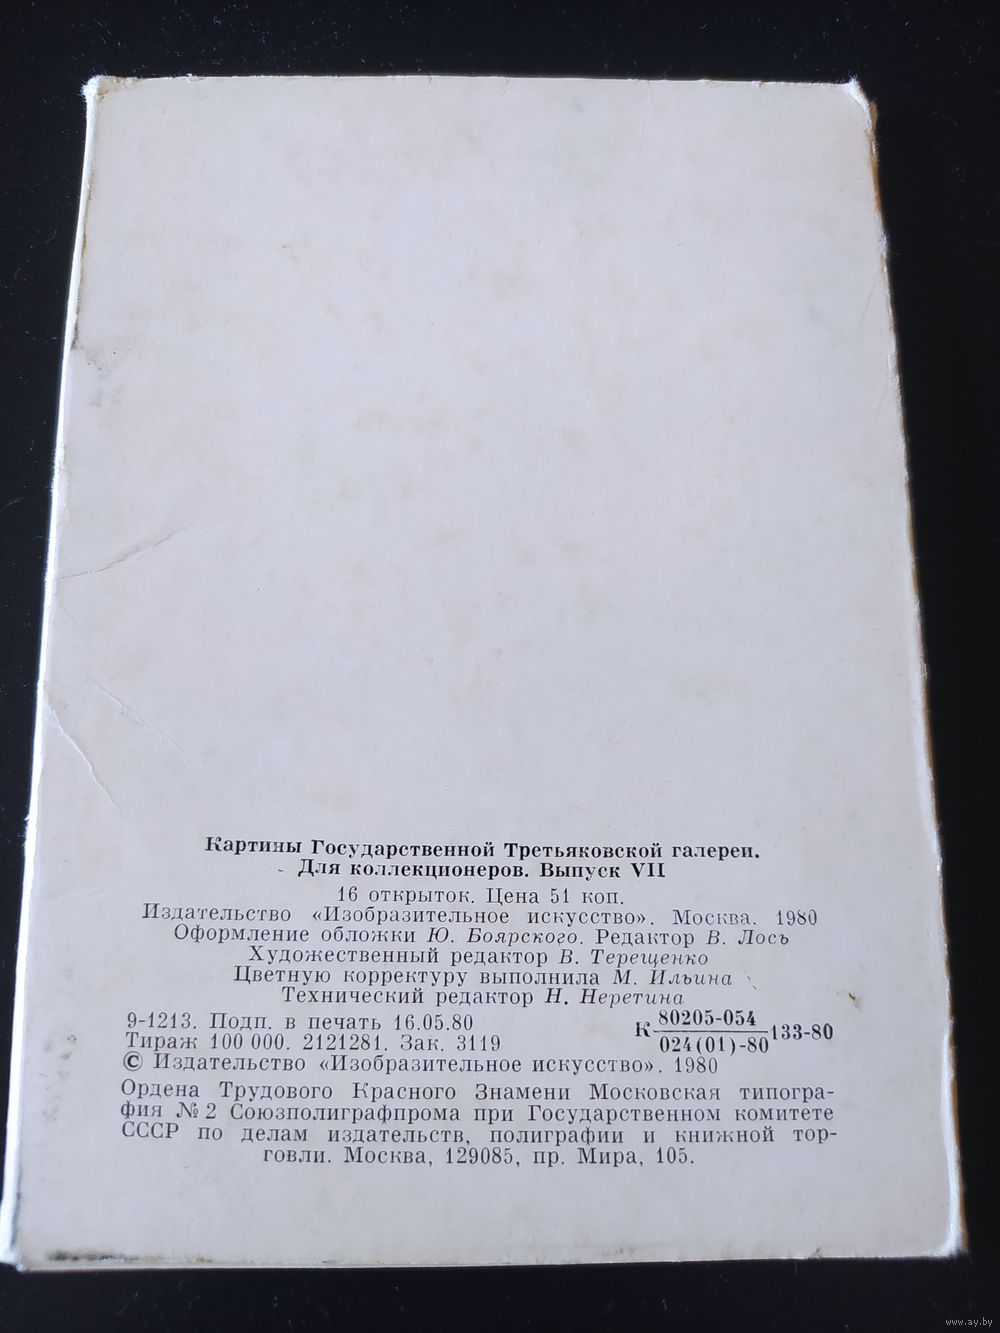 Картины Государственной Третьяковской галереи.
Для коллекционеров. Выпуск VII
16 открыток. Цена 51 коп.
Издательство «Изобразительное искусство». Москва. 1980
Оформление обложки Ю. Боярского. Редактор В. Лось
Художественный редактор В. Терещенко
Цветную корректуру выполнила М. Ильина
Технический редактор Н. Неретина
9-1213. Подп. в печать 16.05.80
Тираж 100 000. 2121281. Зак. 3119
К 80205-054
024(01)-80 133-80
© Издательство «Изобразительное искусство». 1980
Ордена Трудового Красного Знамени Московская типогра-
фия №2 Союзполиграфпрома при Государственном комитете
СССР по делам издательств, полиграфии и книжной тор-
говли. Москва, 129085, пр. Мира, 105.
www.ay.by